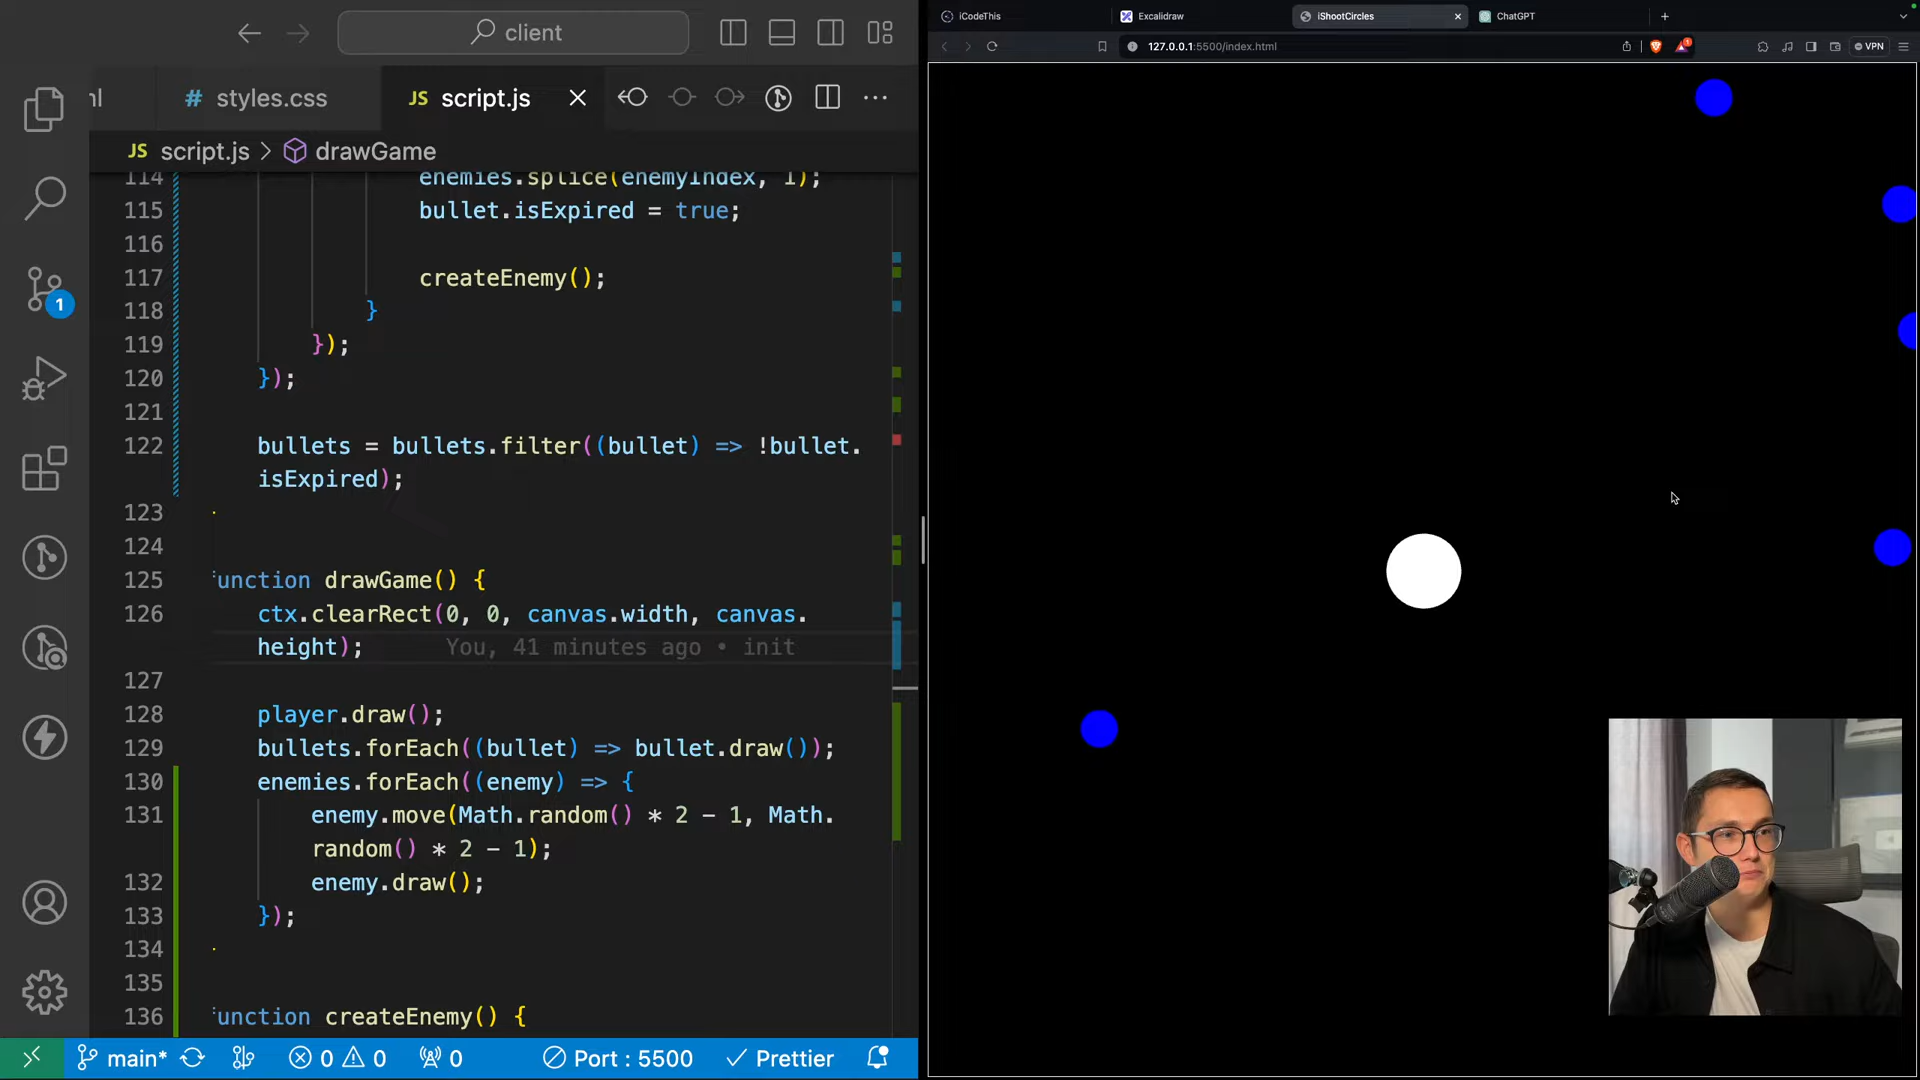 client
nl
# styles.css
JS script.js
JS script.js > drawGame
114 enemies.splice(enemyIndex, 1);
115 bullet.isExpired = true;
116
117 createEnemy();
118 }
119 });
120 });
121
122 bullets = bullets.filter((bullet) => !bullet.
isExpired);
123
124
125 unction drawGame() {
126 ctx.clearRect(0, 0, canvas.width, canvas.
height); You, 41 minutes ago • init
127
128 player.draw();
129 bullets.forEach((bullet) => bullet.draw());
130 enemies.forEach((enemy) => {
131 enemy.move(Math.random() * 2 - 1, Math.
random() * 2 - 1);
132 enemy.draw();
133 });
134
135
136 unction createEnemy() {
1
main* 0 0 0 Port : 5500 Prettier
iCodeThis
Excalidraw
iShootCircles
ChatGPT
127.0.0.1:5500/index.html
1
VPN